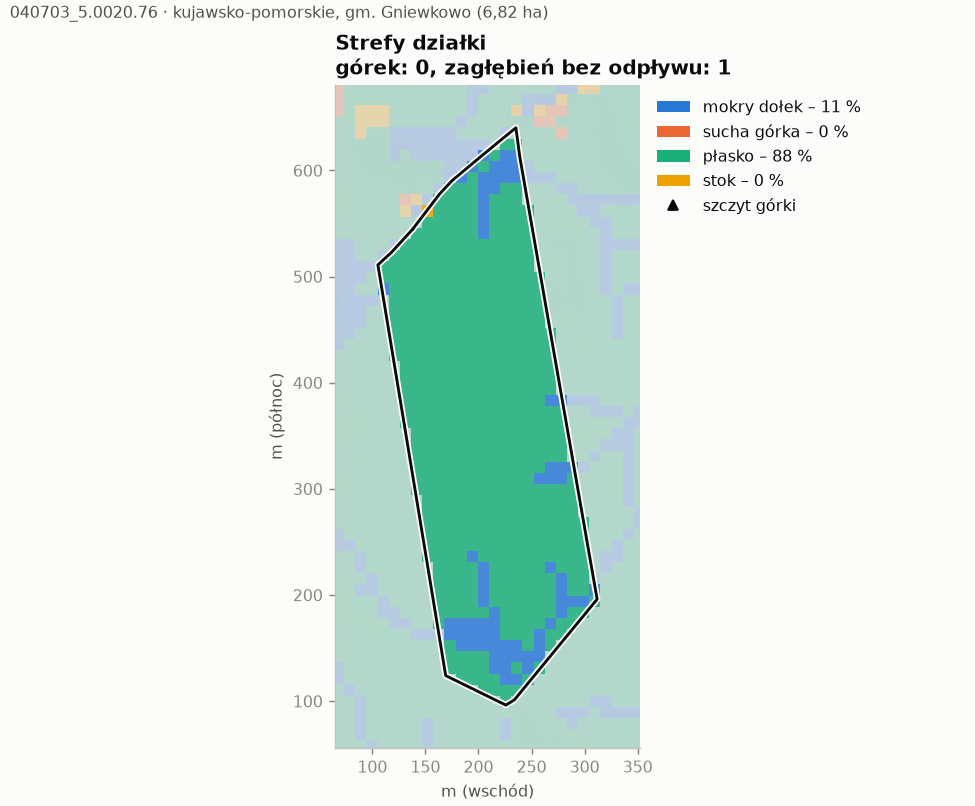 040703_5.0020.76 · kujawsko-pomorskie, gm. Gniewkowo (6,82 ha)
Strefy działki
górek: 0, zagłębień bez odpływu: 1
mokry dołek – 11 %
sucha górka – 0 %
płasko – 88 %
stok – 0 %
szczyt górki
600
500
400
300
200
100
m (północ)
100 150 200 250 300 350
m (wschód)